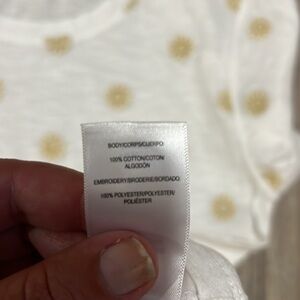 BODY/CORPS/CUERPO
100% COTTON/COTON/
ALGODÓN
EMBROIDERY/BRODERIE/BORDADO
100% POLYESTER/POLYESTER/
POLIÉSTER